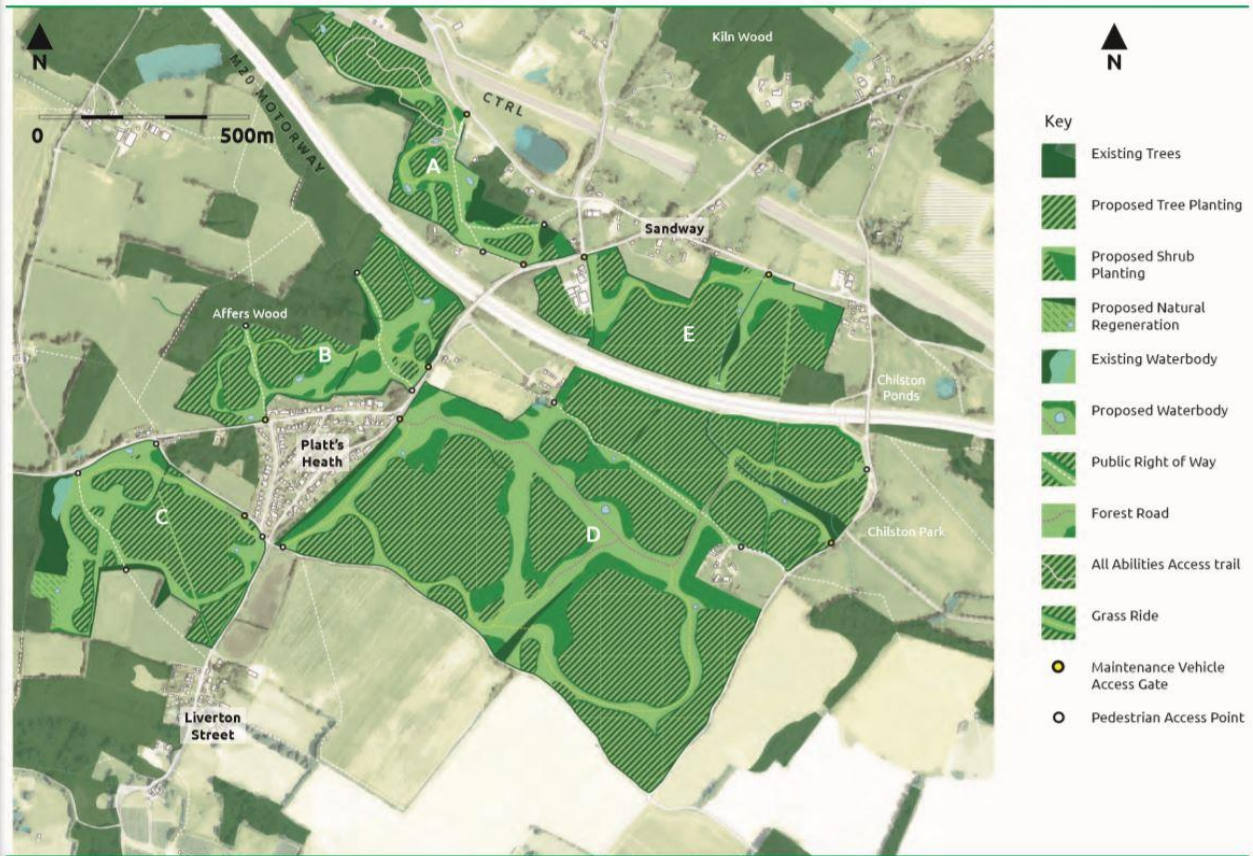 N
0 500m
M20 MOTORWAY
CTRL
Kiln Wood
A
Sandway
Affers Wood
B
E
Chilston
Ponds
Platt's
Heath
C
D
Chilston Park
Liverton
Street
N
Key
Existing Trees
Proposed Tree Planting
Proposed Shrub
Planting
Proposed Natural
Regeneration
Existing Waterbody
Proposed Waterbody
Public Right of Way
Forest Road
All Abilities Access trail
Grass Ride
Maintenance Vehicle
Access Gate
Pedestrian Access Point